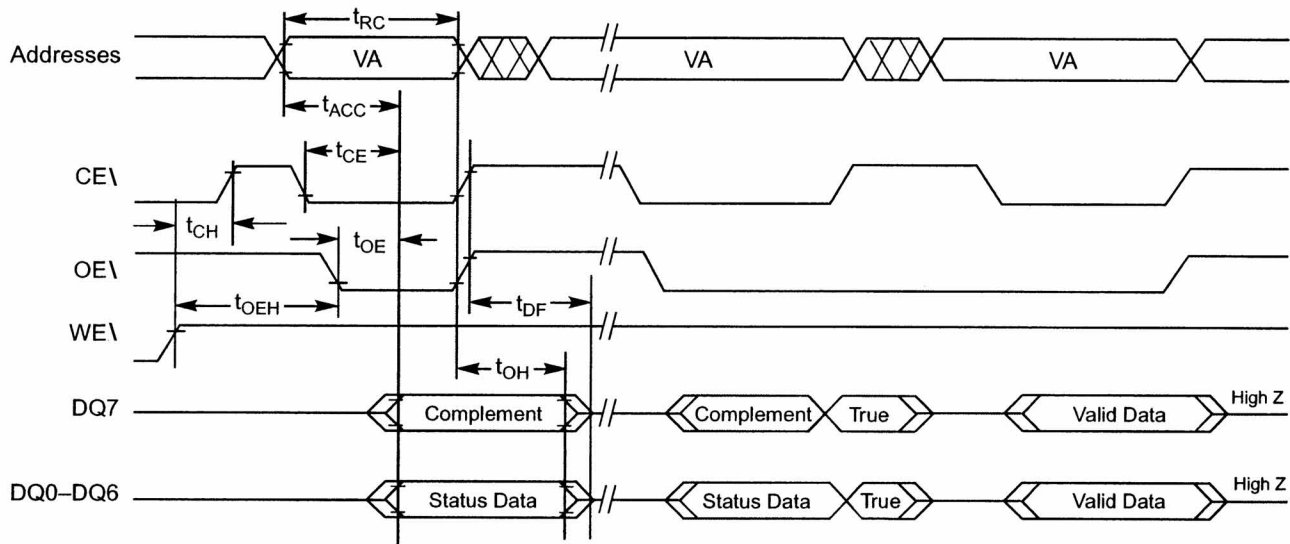 tRC
Addresses VA VA VA
tACC
tCE
CE\
tCH
tOE
OE\
tOEH
tDF
WE\
tOH
DQ7 Complement Complement True Valid Data High Z
DQ0–DQ6 Status Data Status Data True Valid Data High Z